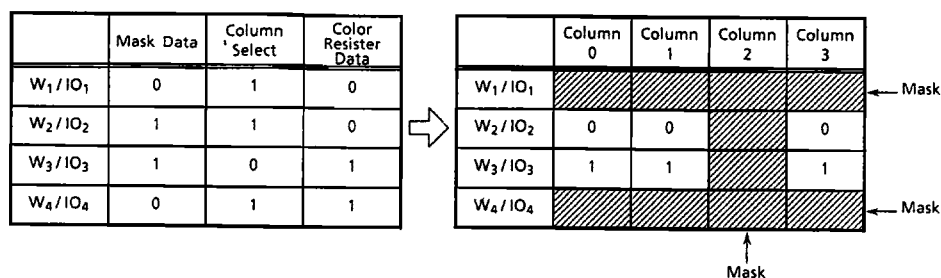 Mask Data Column Select Color Resister Data
W1/IO1 0 1 0
W2/IO2 1 1 0
W3/IO3 1 0 1
W4/IO4 0 1 1
Column 0 Column 1 Column 2 Column 3
W1/IO1 Mask
W2/IO2 0 0 0
W3/IO3 1 1 1
W4/IO4 Mask
Mask